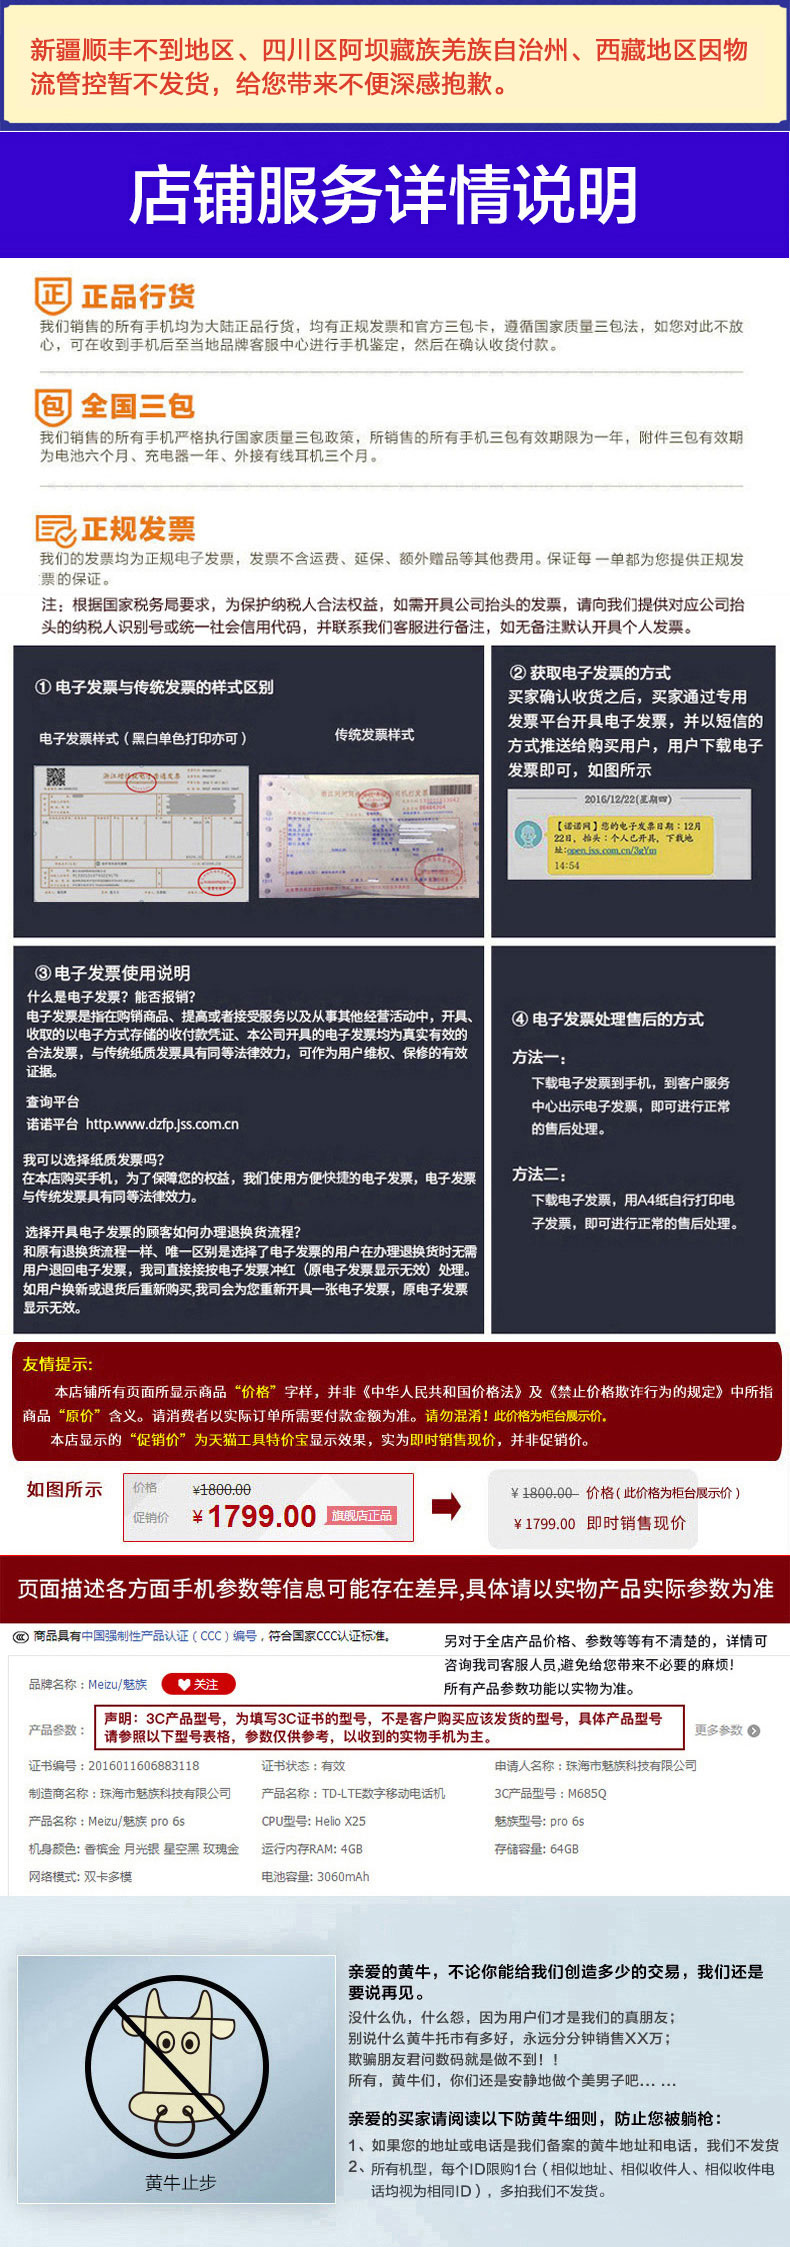 新疆顺丰不到地区、四川区阿坝藏族羌族自治州、西藏地区因物
流管控暂不发货，给您带来不便深感抱歉。
店铺服务详情说明
正 正品行货
我们销售的所有手机均为大陆正品行货，均有正规发票和官方三包卡，遵循国家质量三包法，如您对此不放
心，可在收到手机后至当地品牌客服中心进行手机鉴定，然后在确认收货付款。
包 全国三包
我们销售的所有手机严格执行国家质量三包政策，所销售的所有手机三包有效期限为一年，附件三包有效期
为电池六个月、充电器一年、外接有线耳机三个月。
正规发票
我们的发票均为正规电子发票，发票不含运费、延保、额外赠品等其他费用。保证每 一单都为您提供正规发
票的保证。
注：根据国家税务局要求，为保护纳税人合法权益，如需开具公司抬头的发票，请向我们提供对应公司抬
头的纳税人识别号或统一社会信用代码，并联系我们客服进行备注，如无备注默认开具个人发票。
① 电子发票与传统发票的样式区别
电子发票样式（黑白单色打印亦可）
传统发票样式
② 获取电子发票的方式
买家确认收货之后，买家通过专用
发票平台开具电子发票，并以短信的
方式推送给购买用户，用户下载电子
发票即可，如图所示
2016/12/22(星期四)
【诺诺网】您的电子发票日期：12月
22日，抬头：个人已开具，下载地
址:open.jss.com.cn/3gYm
14:54
③ 电子发票使用说明
什么是电子发票？能否报销？
电子发票是指在购销商品、提高或者接受服务以及从事其他经营活动中，开具、
收取的以电子方式存储的收付款凭证、本公司开具的电子发票均为真实有效的
合法发票，与传统纸质发票具有同等法律效力，可作为用户维权、保修的有效
证据。
查询平台
诺诺平台 http.www.dzfp.jss.com.cn
我可以选择纸质发票吗？
在本店购买手机，为了保障您的权益，我们使用方便快捷的电子发票，电子发票
与传统发票具有同等法律效力。
选择开具电子发票的顾客如何办理退换货流程？
和原有退换货流程一样、唯一区别是选择了电子发票的用户在办理退换货时无需
用户退回电子发票，我司直接接按电子发票冲红（原电子发票显示无效）处理。
如用户换新或退货后重新购买,我司会为您重新开具一张电子发票，原电子发票
显示无效。
④ 电子发票处理售后的方式
方法一：
下载电子发票到手机，到客户服务
中心出示电子发票，即可进行正常
的售后处理。
方法二：
下载电子发票，用A4纸自行打印电
子发票，即可进行正常的售后处理。
友情提示:
本店铺所有页面所显示商品“价格”字样，并非《中华人民共和国价格法》及《禁止价格欺诈行为的规定》中所指
商品“原价”含义。请消费者以实际订单所需要付款金额为准。请勿混淆！此价格为柜台展示价。
本店显示的“促销价”为天猫工具特价宝显示效果，实为即时销售现价，并非促销价。
如图所示
价格 ¥1800.00
促销价 ¥1799.00 旗舰店正品
¥ 1800.00 价格（此价格为柜台展示价）
¥ 1799.00 即时销售现价
页面描述各方面手机参数等信息可能存在差异,具体请以实物产品实际参数为准
商品具有中国强制性产品认证（CCC）编号，符合国家CCC认证标准。
另对于全店产品价格、参数等等有不清楚的，详情可
咨询我司客服人员,避免给您带来不必要的麻烦!
所有产品参数功能以实物为准。
品牌名称：Meizu/魅族 关注
产品参数：
声明：3C产品型号，为填写3C证书的型号，不是客户购买应该发货的型号，具体产品型号
请参照以下型号表格，参数仅供参考，以收到的实物手机为主。
更多参数
证书编号：2016011606883118 证书状态：有效 申请人名称：珠海市魅族科技有限公司
制造商名称：珠海市魅族科技有限公司 产品名称：TD-LTE数字移动电话机 3C产品型号：M685Q
产品名称：Meizu/魅族 pro 6s CPU型号: Helio X25 魅族型号: pro 6s
机身颜色: 香槟金 月光银 星空黑 玫瑰金 运行内存RAM: 4GB 存储容量: 64GB
网络模式: 双卡多模 电池容量: 3060mAh
亲爱的黄牛，不论你能给我们创造多少的交易，我们还是
要说再见。
没什么仇，什么怨，因为用户们才是我们的真朋友；
别说什么黄牛托市有多好，永远分分钟销售XX万；
欺骗朋友君问数码就是做不到！！
所有，黄牛们，你们还是安静地做个美男子吧... ...
亲爱的买家请阅读以下防黄牛细则，防止您被躺枪：
1、如果您的地址或电话是我们备案的黄牛地址和电话，我们不发货
2、所有机型，每个ID限购1台（相似地址、相似收件人、相似收件电
话均视为相同ID），多拍我们不发货。
黄牛止步